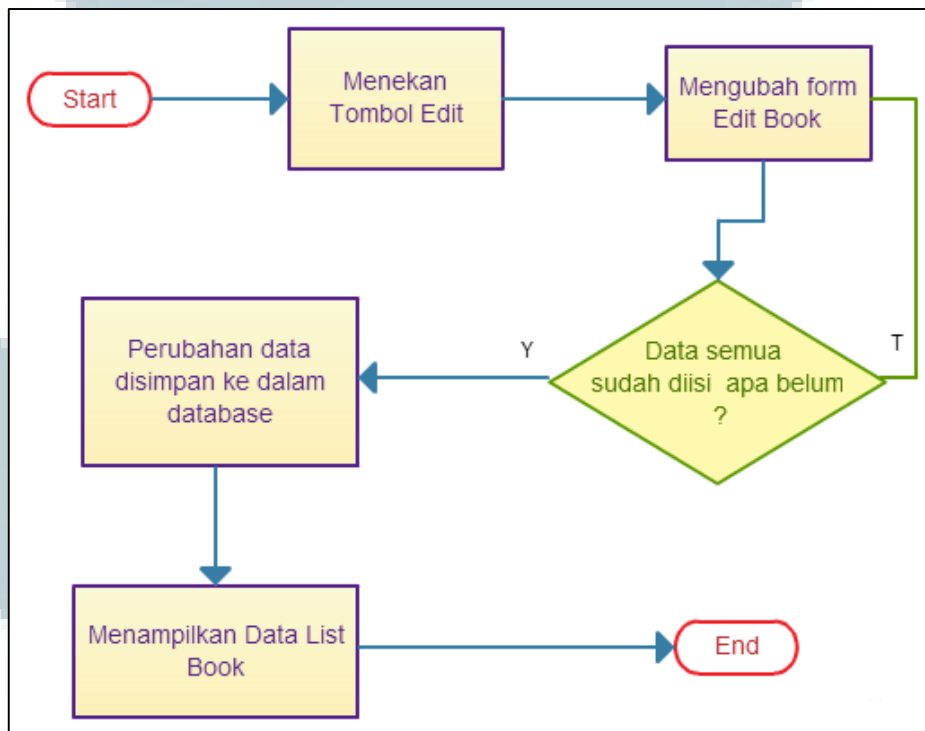 Start
Menekan
Tombol Edit
Mengubah form
Edit Book
Data semua
sudah diisi apa belum
?
T
Y
Perubahan data
disimpan ke dalam
database
Menampilkan Data List
Book
End